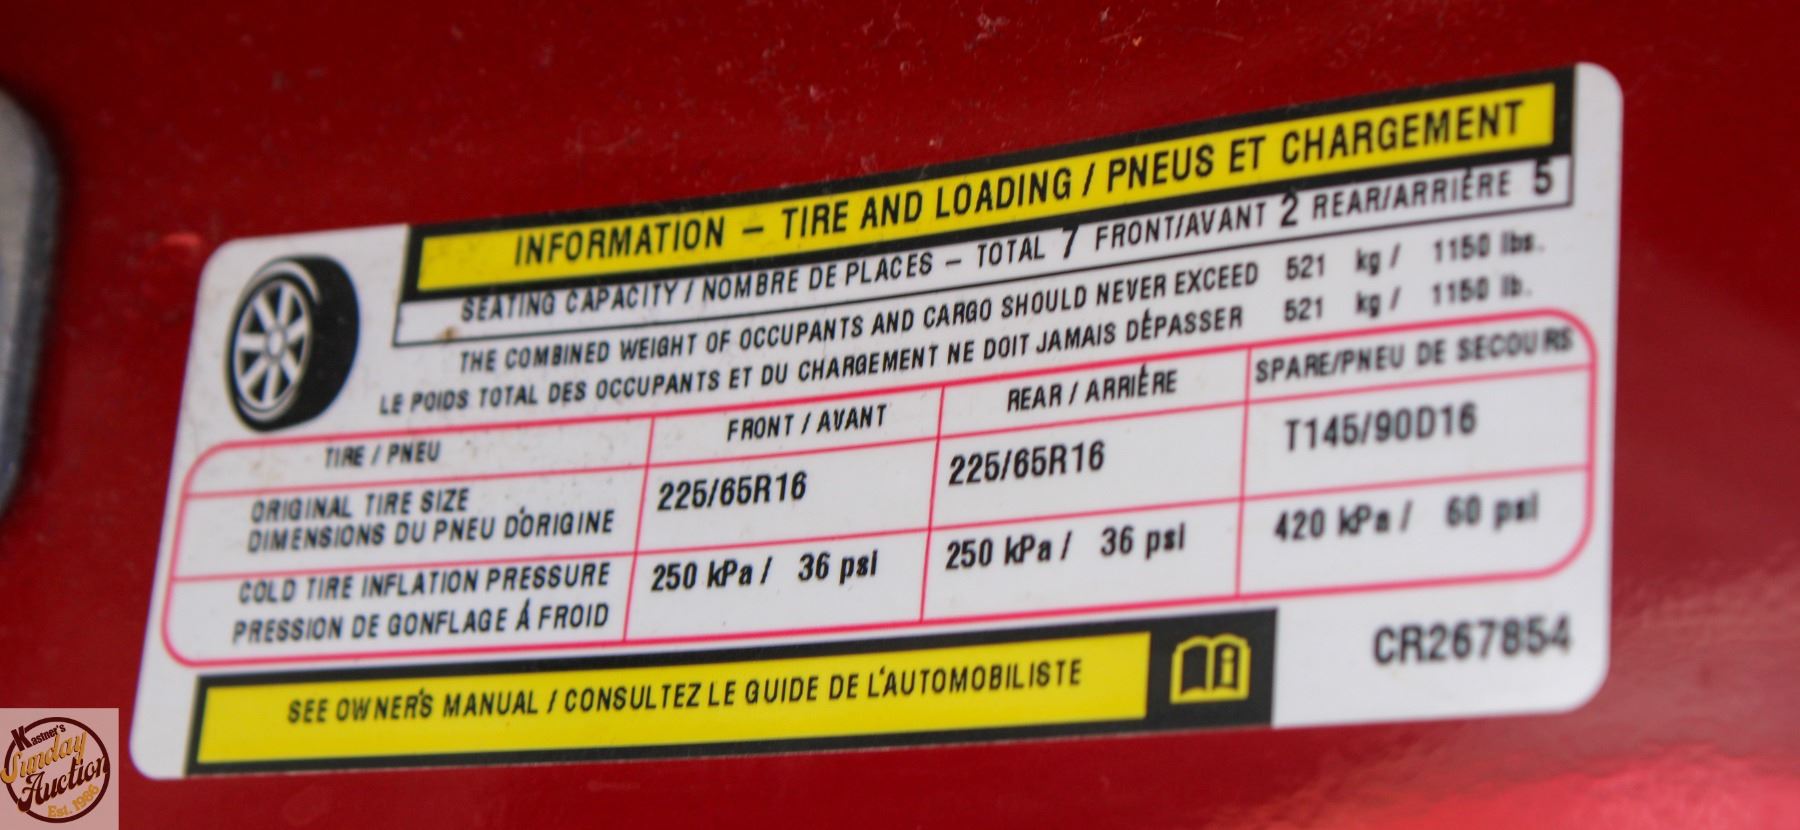 INFORMATION – TIRE AND LOADING / PNEUS ET CHARGEMENT
SEATING CAPACITY / NOMBRE DE PLACES – TOTAL 7 FRONT/AVANT 2 REAR/ARRIÈRE 5
THE COMBINED WEIGHT OF OCCUPANTS AND CARGO SHOULD NEVER EXCEED 521 kg / 1150 lbs.
LE POIDS TOTAL DES OCCUPANTS ET DU CHARGEMENT NE DOIT JAMAIS DÉPASSER 521 kg / 1150 lb.
TIRE / PNEU FRONT / AVANT REAR / ARRIÈRE SPARE/PNEU DE SECOURS
ORIGINAL TIRE SIZE
DIMENSIONS DU PNEU D'ORIGINE 225/65R16 225/65R16 T145/90D16
COLD TIRE INFLATION PRESSURE
PRESSION DE GONFLAGE Á FROID 250 kPa / 36 psi 250 kPa / 36 psi 420 kPa / 60 psi
SEE OWNER'S MANUAL / CONSULTEZ LE GUIDE DE L'AUTOMOBILISTE
CR267854
Kastner's
Sunday
Auction
Est. 1986